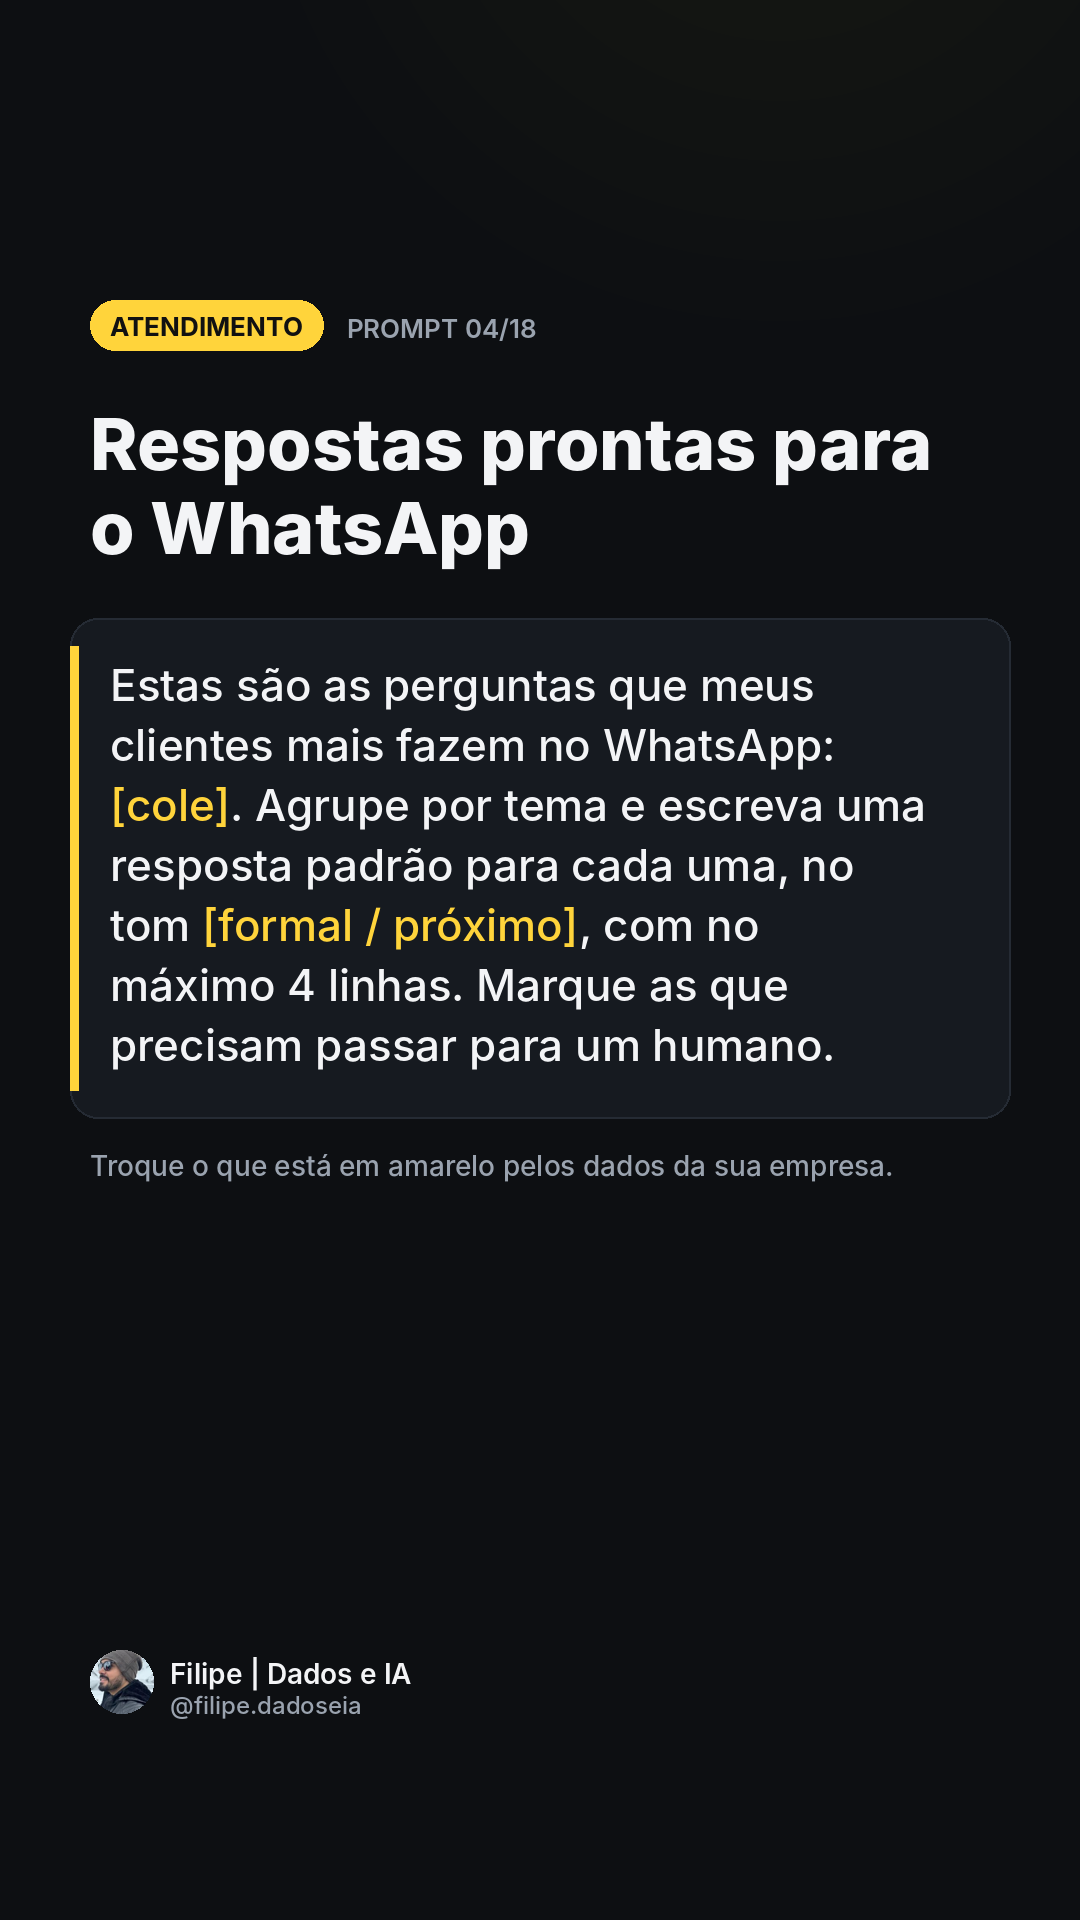 ATENDIMENTO PROMPT 04/18
Respostas prontas para
o WhatsApp
Estas são as perguntas que meus
clientes mais fazem no WhatsApp:
[cole]. Agrupe por tema e escreva uma
resposta padrão para cada uma, no
tom [formal / próximo], com no
máximo 4 linhas. Marque as que
precisam passar para um humano.
Troque o que está em amarelo pelos dados da sua empresa.
Filipe | Dados e IA
@filipe.dadoseia